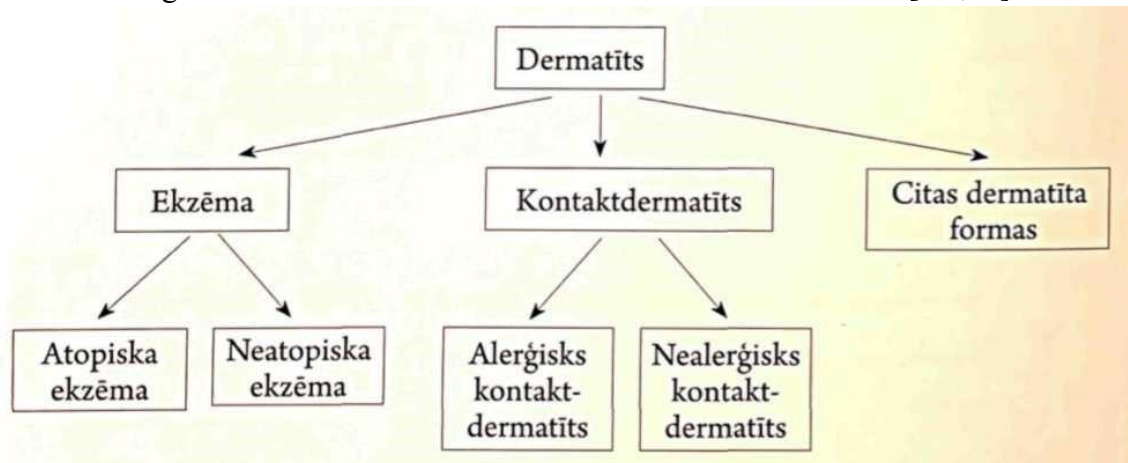 Dermatīts
Ekzēma
Kontaktdermatīts
Citas dermatīta
formas
Atopiska
ekzēma
Neatopiska
ekzēma
Alerģisks
kontakt-
dermatīts
Nealerģisks
kontakt-
dermatīts